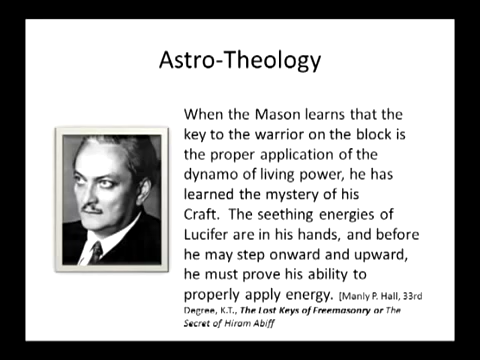 Astro-Theology
When the Mason learns that the
key to the warrior on the block is
the proper application of the
dynamo of living power, he has
learned the mystery of his
Craft. The seething energies of
Lucifer are in his hands, and before
he may step onward and upward,
he must prove his ability to
properly apply energy. [Manly P. Hall, 33rd
Degree, K.T., The Lost Keys of Freemasonry or The
Secret of Hiram Abiff